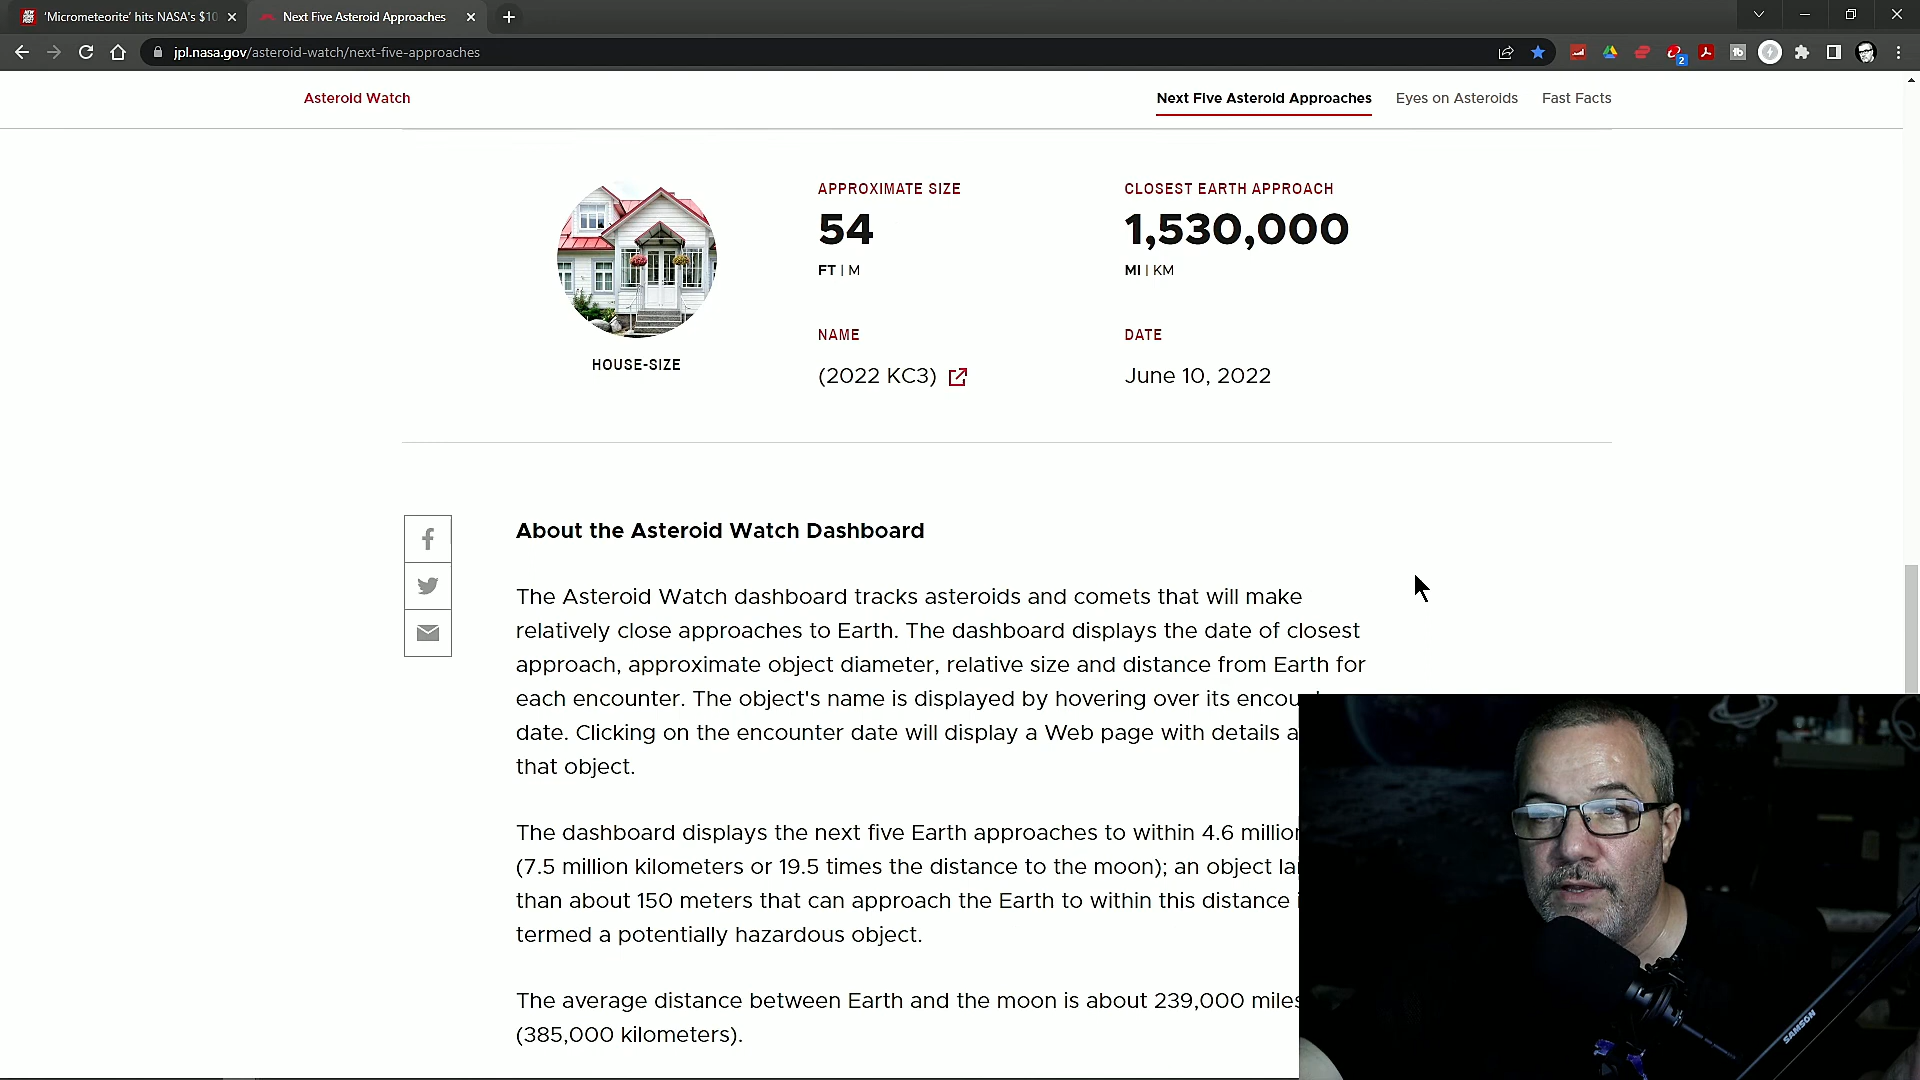 'Micrometeorite' hits NASA's $10
Next Five Asteroid Approaches
jpl.nasa.gov/asteroid-watch/next-five-approaches
2
Asteroid Watch
Next Five Asteroid Approaches
Eyes on Asteroids
Fast Facts
APPROXIMATE SIZE
CLOSEST EARTH APPROACH
54
1,530,000
FT | M
MI | KM
NAME
DATE
HOUSE-SIZE
(2022 KC3)
June 10, 2022
About the Asteroid Watch Dashboard
The Asteroid Watch dashboard tracks asteroids and comets that will make
relatively close approaches to Earth. The dashboard displays the date of closest
approach, approximate object diameter, relative size and distance from Earth for
each encounter. The object's name is displayed by hovering over its encou
date. Clicking on the encounter date will display a Web page with details a
that object.
The dashboard displays the next five Earth approaches to within 4.6 million
(7.5 million kilometers or 19.5 times the distance to the moon); an object la
than about 150 meters that can approach the Earth to within this distance i
termed a potentially hazardous object.
The average distance between Earth and the moon is about 239,000 miles
(385,000 kilometers).
SAMSON